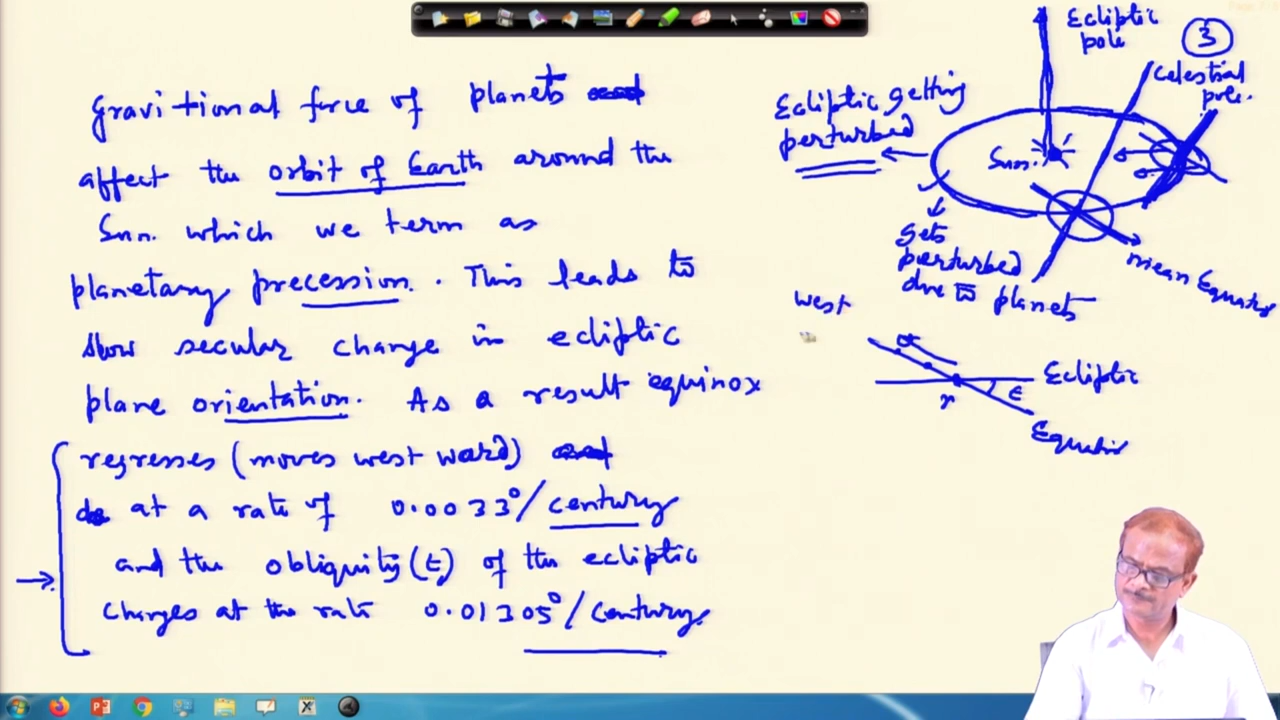 Gravitional force of planets
affect the orbit of Earth around the
Sun. which we term as
planetary precession. This leads to
slow secular change in ecliptic
plane orientation. As a result equinox
regresses (moves west ward)
at a rate of 0.0033°/century
and the obliquity (ϵ) of the ecliptic
changes at the rate 0.01305°/century.
Ecliptic
pole
3
Celestial
pole.
Ecliptic getting
perturbed
Sun.
gets
perturbed
due to planets
mean Equator
west
Ecliptic
γ
ϵ
Equator